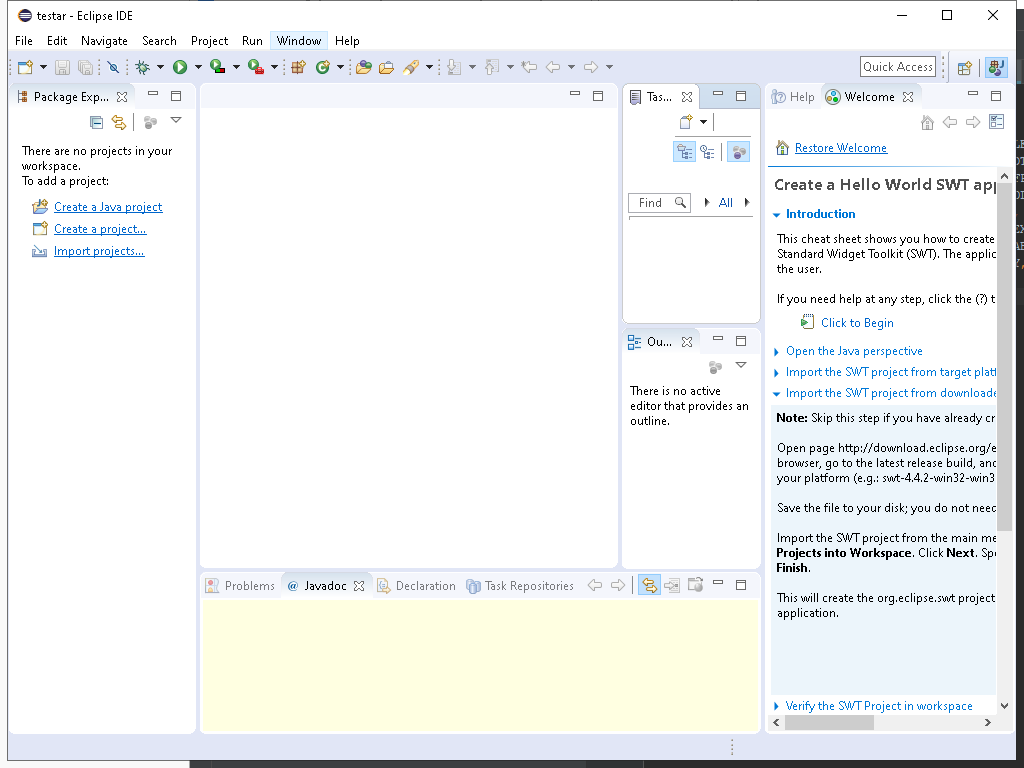 testar - Eclipse IDE
File Edit Navigate Search Project Run Window Help
Quick Access
Package Exp...
There are no projects in your
workspace.
To add a project:
Create a Java project
Create a project...
Import projects...
Tas...
Find
All
Ou...
There is no active
editor that provides an
outline.
Problems
@ Javadoc
Declaration
Task Repositories
Help
Welcome
Restore Welcome
Create a Hello World SWT app
Introduction
This cheat sheet shows you how to create
Standard Widget Toolkit (SWT). The applic
the user.
If you need help at any step, click the (?) t
Click to Begin
Open the Java perspective
Import the SWT project from target platf
Import the SWT project from downloade
Note: Skip this step if you have already cr
Open page http://download.eclipse.org/e
browser, go to the latest release build, and
your platform (e.g.: swt-4.4.2-win32-win3
Save the file to your disk; you do not need
Import the SWT project from the main me
Projects into Workspace. Click Next. Spe
Finish.
This will create the org.eclipse.swt project
application.
Verify the SWT Project in workspace